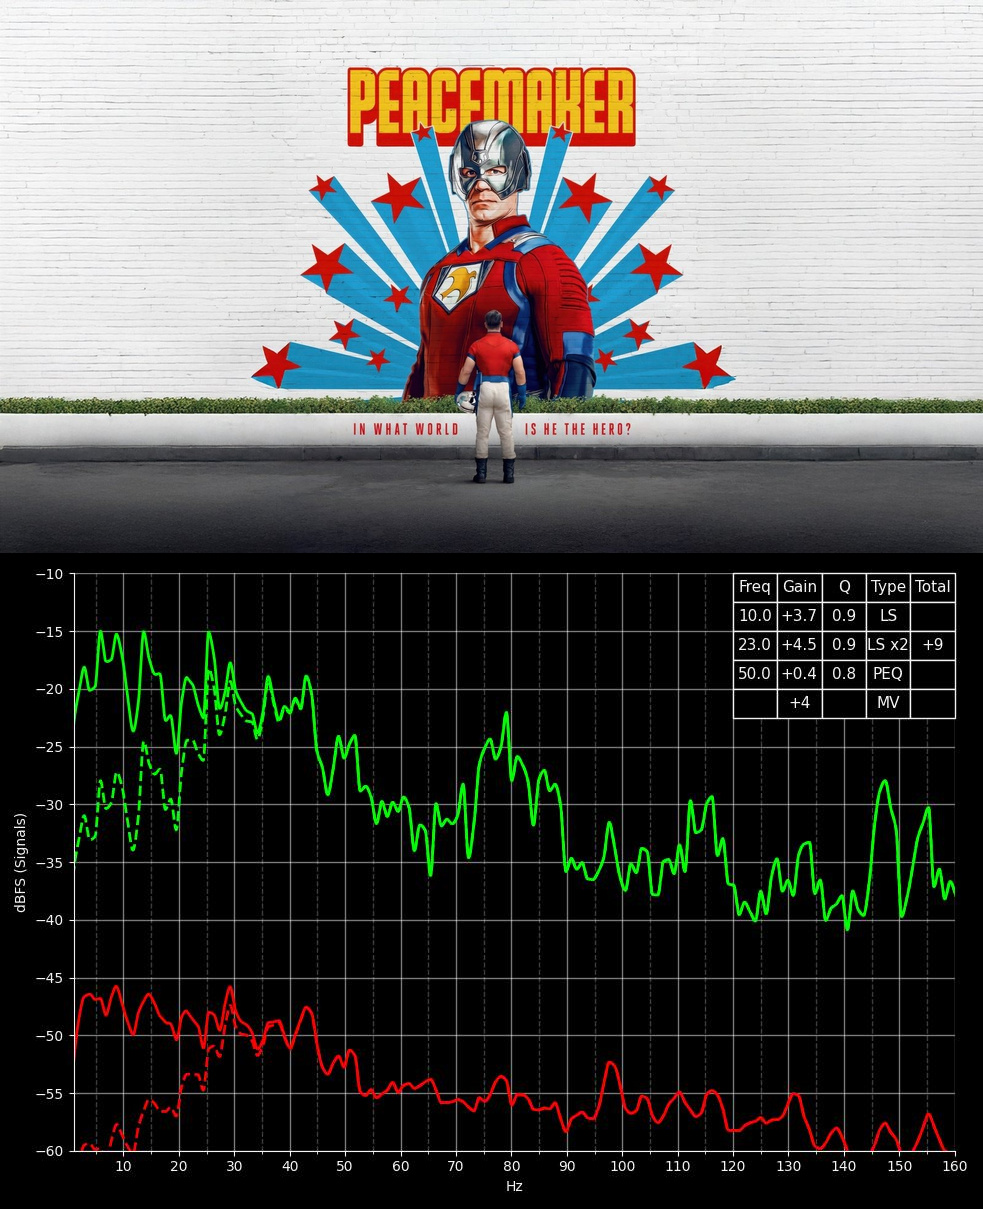 PEACEMAKER
IN WHAT WORLD IS HE THE HERO?
−10
−15
−20
−25
−30
−35
−40
−45
−50
−55
−60
dBFS (Signals)
Freq Gain Q Type Total
10.0 +3.7 0.9 LS
23.0 +4.5 0.9 LS x2 +9
50.0 +0.4 0.8 PEQ
+4 MV
10 20 30 40 50 60 70 80 90 100 110 120 130 140 150 160
Hz